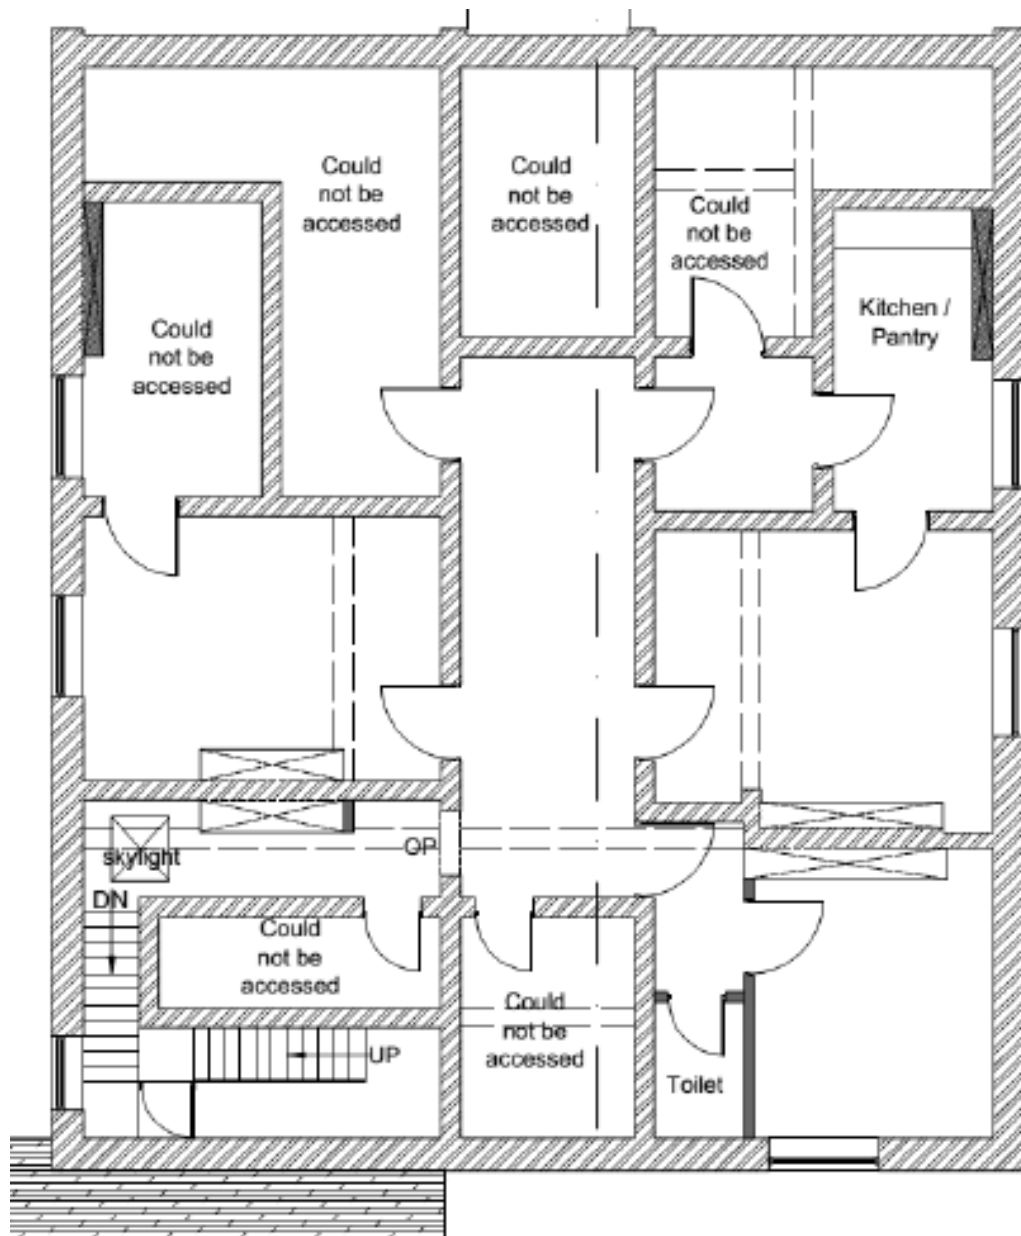 Could
not be
accessed
Could
not be
accessed
Could
not be
accessed
Kitchen /
Pantry
Could
not be
accessed
skylight
OP
DN
Could
not be
accessed
Could
not be
accessed
UP
Toilet